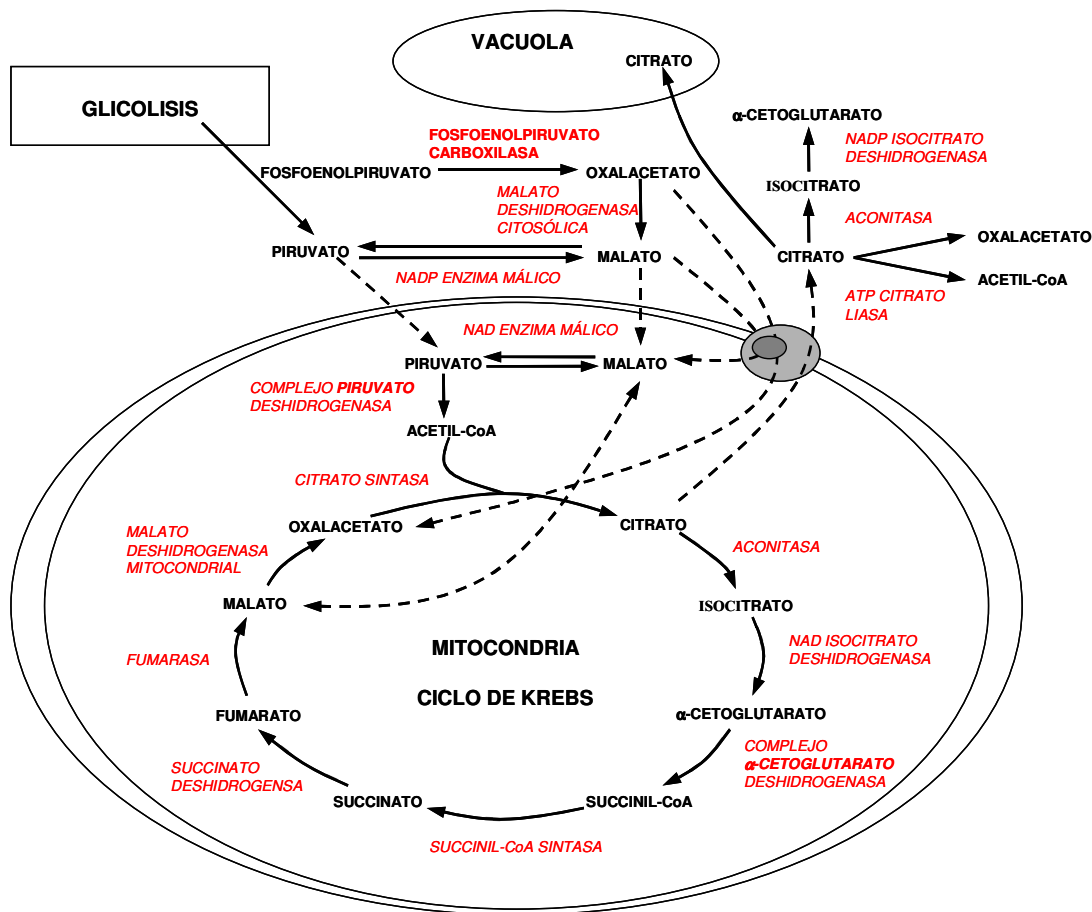 VACUOLA
CITRATO
GLICOLISIS
α-CETOGLUTARATO
FOSFOENOLPIRUVATO
CARBOXILASA
NADP ISOCITRATO
DESHIDROGENASA
FOSFOENOLPIRUVATO
OXALACETATO
ISOCITRATO
MALATO
DESHIDROGENASA
CITOSÓLICA
ACONITASA
OXALACETATO
PIRUVATO
MALATO
CITRATO
NADP ENZIMA MÁLICO
ACETIL-CoA
ATP CITRATO
LIASA
NAD ENZIMA MÁLICO
PIRUVATO
MALATO
COMPLEJO PIRUVATO
DESHIDROGENASA
ACETIL-CoA
CITRATO SINTASA
OXALACETATO
CITRATO
MALATO
DESHIDROGENASA
MITOCONDRIAL
ACONITASA
MALATO
ISOCITRATO
MITOCONDRIA
NAD ISOCITRATO
DESHIDROGENASA
FUMARASA
CICLO DE KREBS
FUMARATO
α-CETOGLUTARATO
COMPLEJO
α-CETOGLUTARATO
DESHIDROGENASA
SUCCINATO
DESHIDROGENSA
SUCCINATO
SUCCINIL-CoA
SUCCINIL-CoA SINTASA